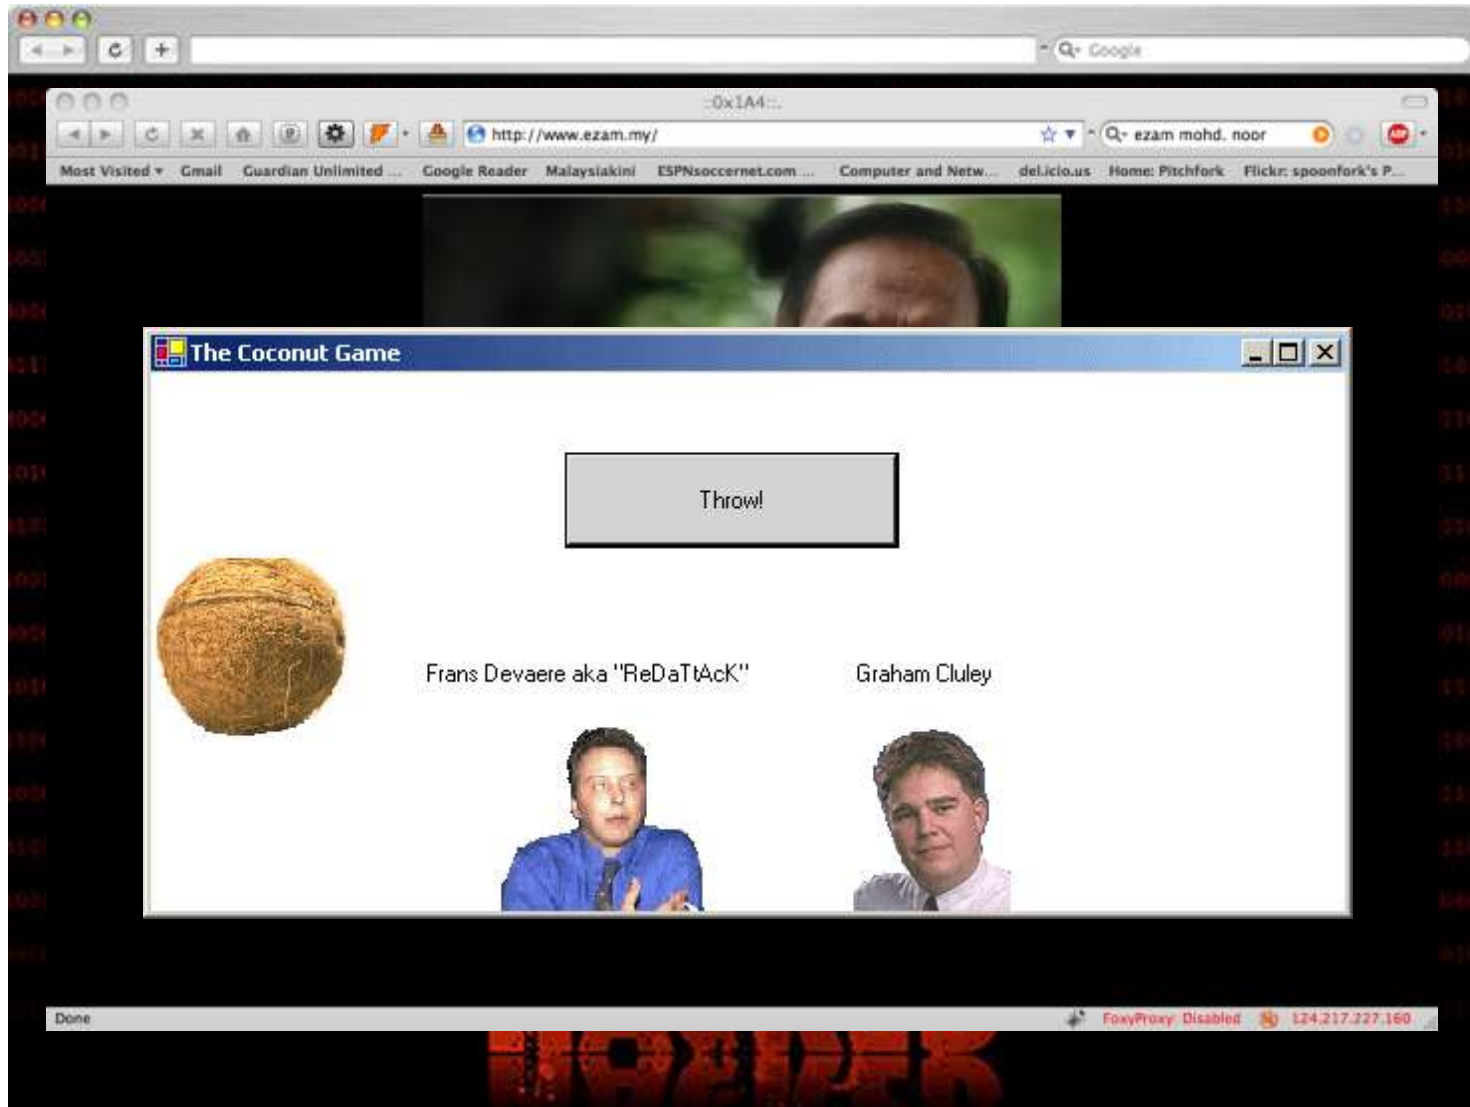 Google
::0x1A4::.
http://www.ezam.my/
ezam mohd. noor
ABP
Most Visited Gmail Guardian Unlimited ... Google Reader Malaysiakini ESPNsoccernet.com ... Computer and Netw... del.icio.us Home: Pitchfork Flickr: spoonfork's P...
The Coconut Game
Throw!
Frans Devaere aka "ReDaTtAcK" Graham Cluley
Done FoxyProxy: Disabled 124.217.227.160